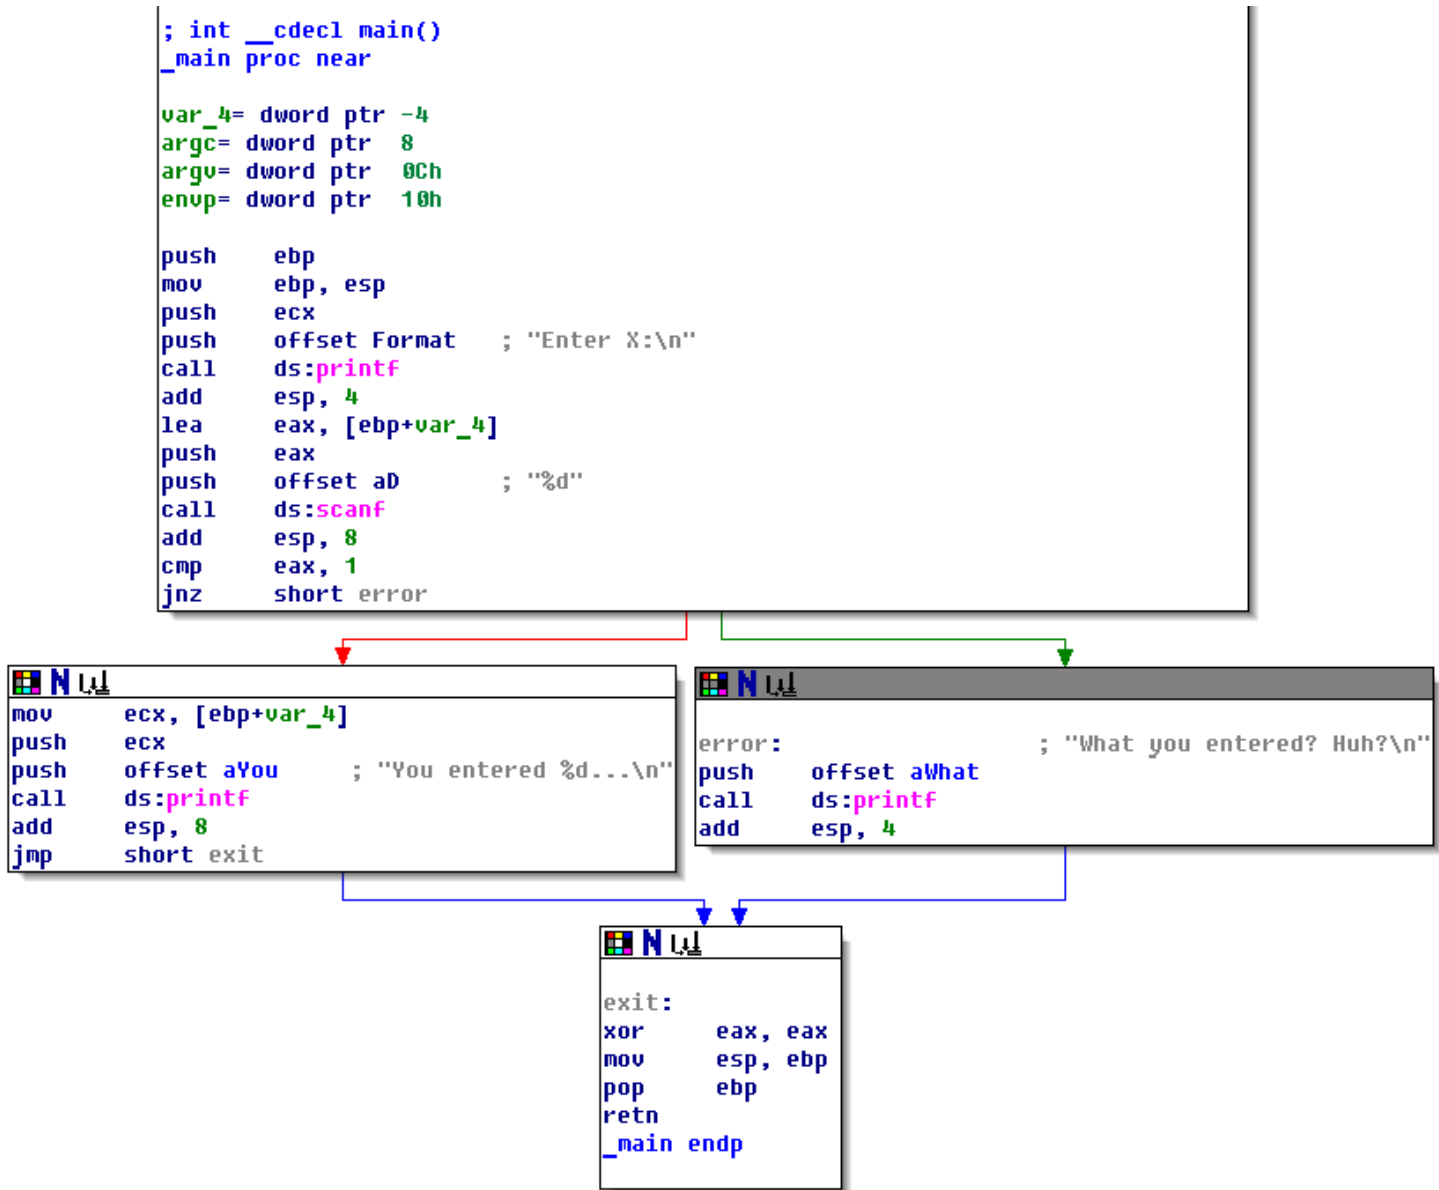 ; int __cdecl main()
_main proc near
var_4= dword ptr -4
argc= dword ptr  8
argv= dword ptr  0Ch
envp= dword ptr  10h
push    ebp
mov     ebp, esp
push    ecx
push    offset Format   ; "Enter X:\n"
call    ds:printf
add     esp, 4
lea     eax, [ebp+var_4]
push    eax
push    offset aD       ; "%d"
call    ds:scanf
add     esp, 8
cmp     eax, 1
jnz     short error
mov     ecx, [ebp+var_4]
push    ecx
push    offset aYou     ; "You entered %d...\n"
call    ds:printf
add     esp, 8
jmp     short exit
error:                  ; "What you entered? Huh?\n"
push    offset aWhat
call    ds:printf
add     esp, 4
exit:
xor     eax, eax
mov     esp, ebp
pop     ebp
retn
_main endp